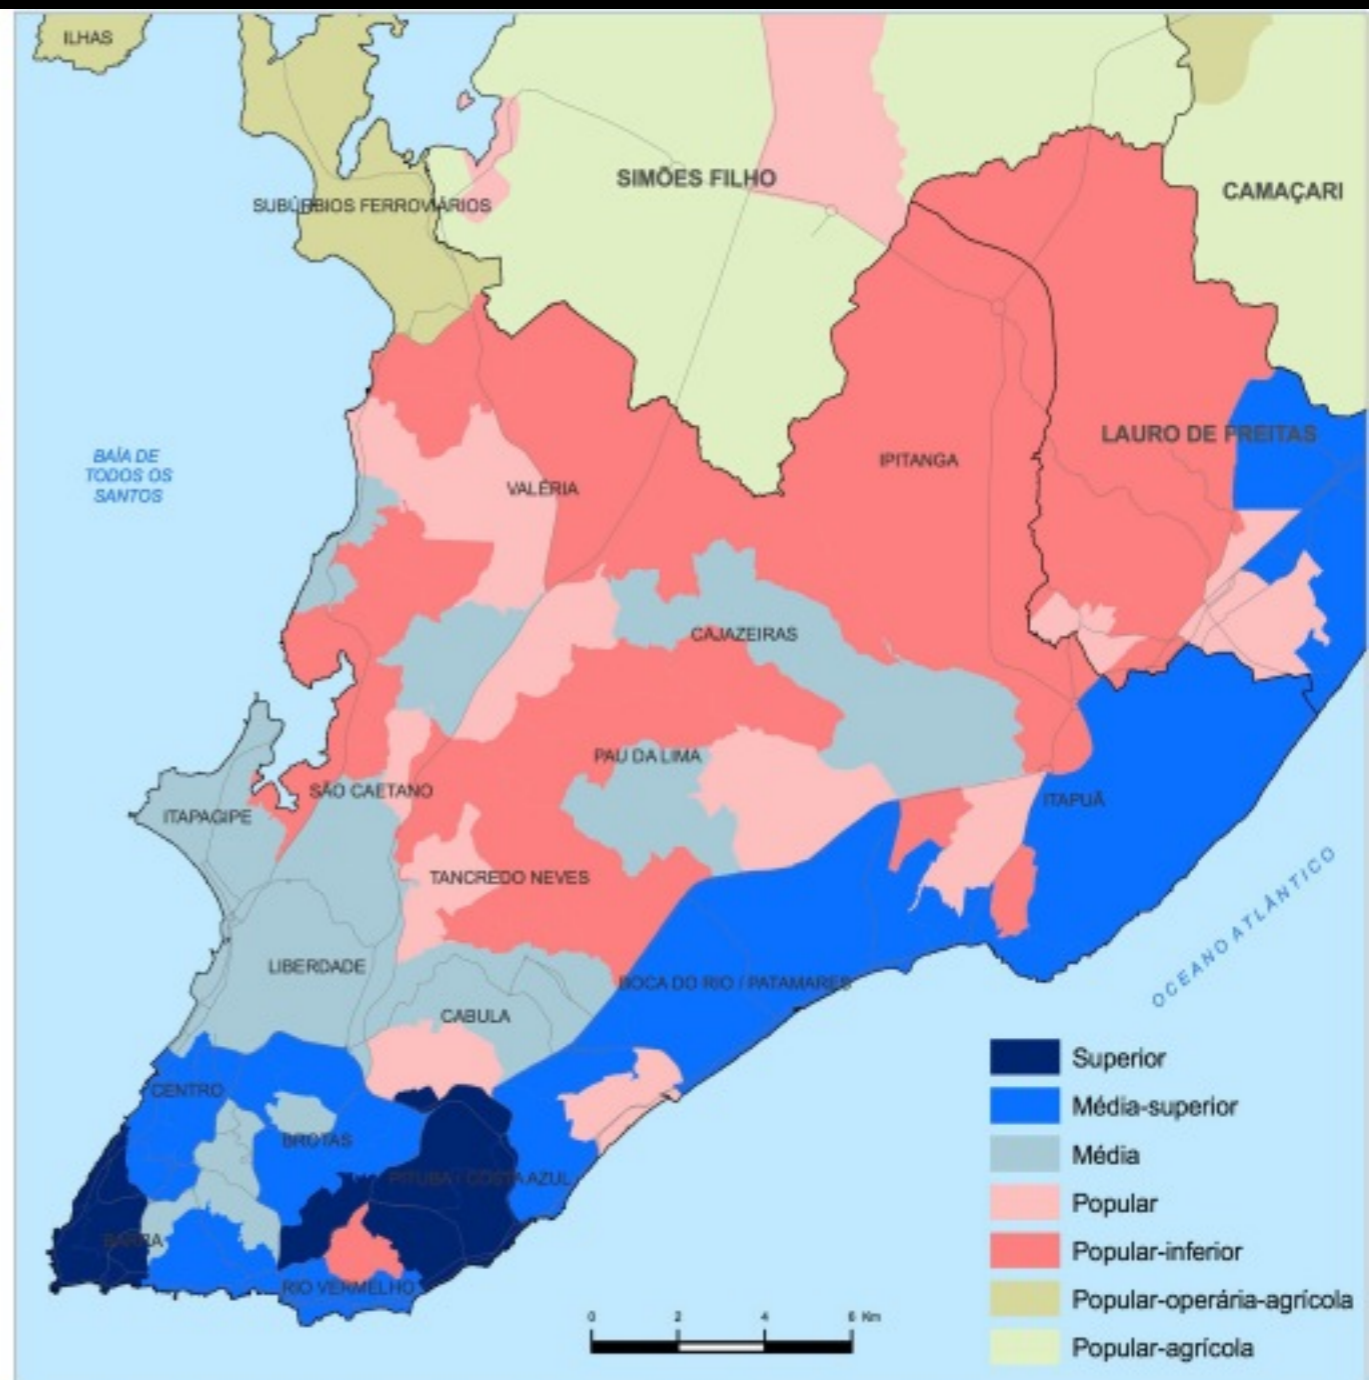 ILHAS
SIMÕES FILHO
CAMAÇARI
SUBÚRBIOS FERROVIÁRIOS
LAURO DE FREITAS
BAÍA DE
TODOS OS
SANTOS
IPITANGA
VALÉRIA
CAJAZEIRAS
PAU DA LIMA
SÃO CAETANO
ITAPUÃ
ITAPAGIPE
TANCREDO NEVES
OCEANO ATLÂNTICO
LIBERDADE
BOCA DO RIO / PATAMARES
CABULA
CENTRO
BROTAS
PITUBA / COSTA AZUL
BARRA
RIO VERMELHO
Superior
Média-superior
Média
Popular
Popular-inferior
Popular-operária-agrícola
Popular-agrícola
0 2 4 6 Km